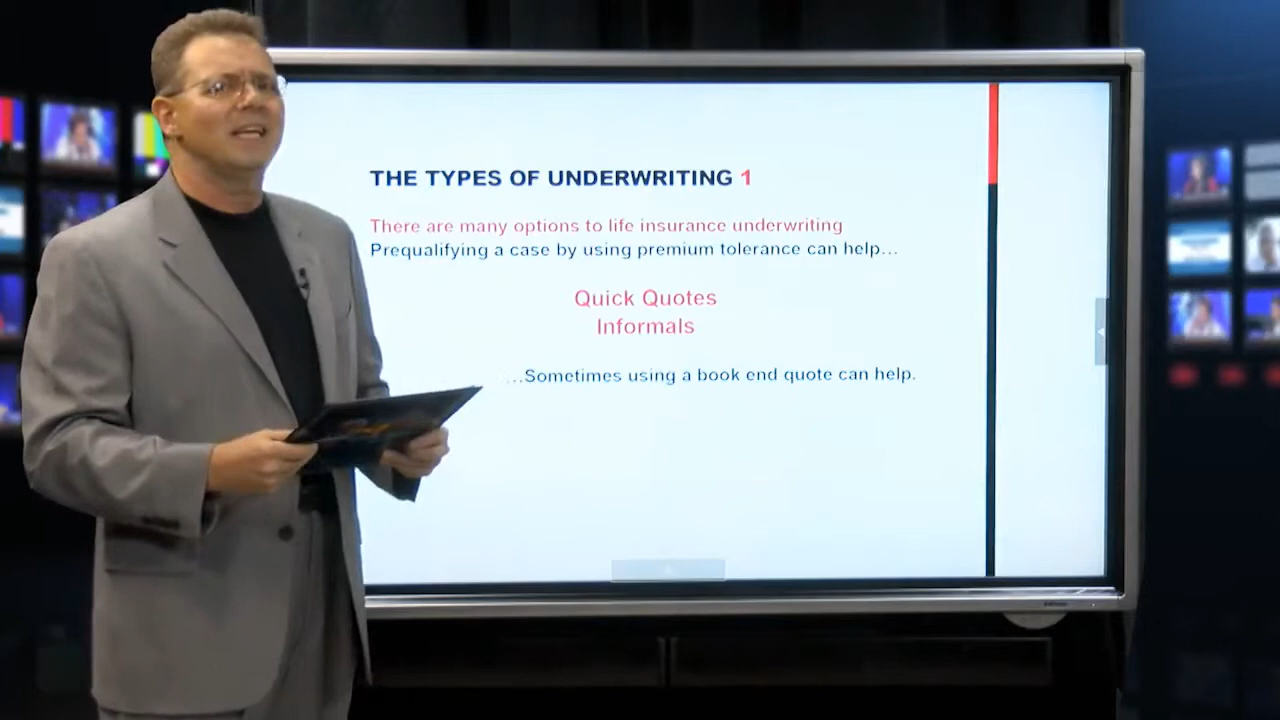 THE TYPES OF UNDERWRITING 1
There are many options to life insurance underwriting
Prequalifying a case by using premium tolerance can help...
Quick Quotes
Informals
...Sometimes using a book end quote can help.